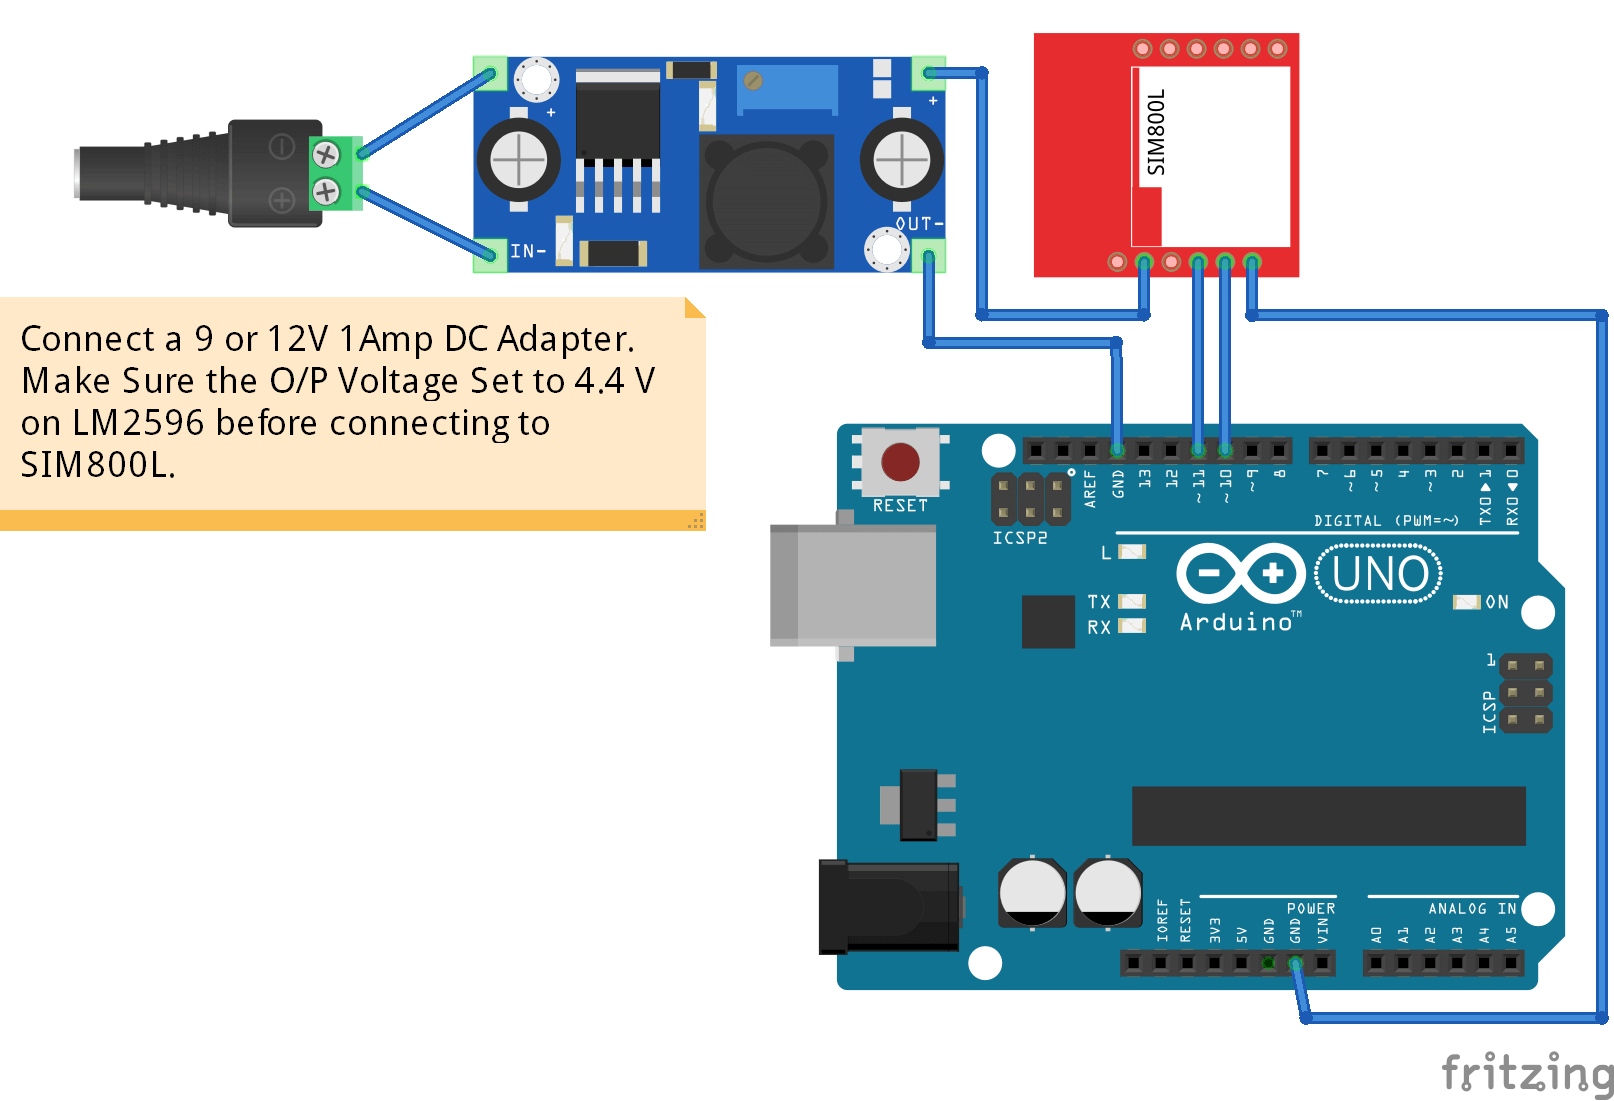 +
+
OUT-
IN-
SIM800L
Connect a 9 or 12V 1Amp DC Adapter.
Make Sure the O/P Voltage Set to 4.4 V
on LM2596 before connecting to
SIM800L.
RESET
ICSP2
AREF
GND
13
12
~11
~10
~9
8
7
~6
~5
4
~3
2
TX0▶1
RX0◀0
DIGITAL (PWM=~)
L
TX
RX
Arduino™
UNO
ON
1
ICSP
IOREF
RESET
3V3
5V
GND
GND
VIN
POWER
A0
A1
A2
A3
A4
A5
ANALOG IN
fritzing